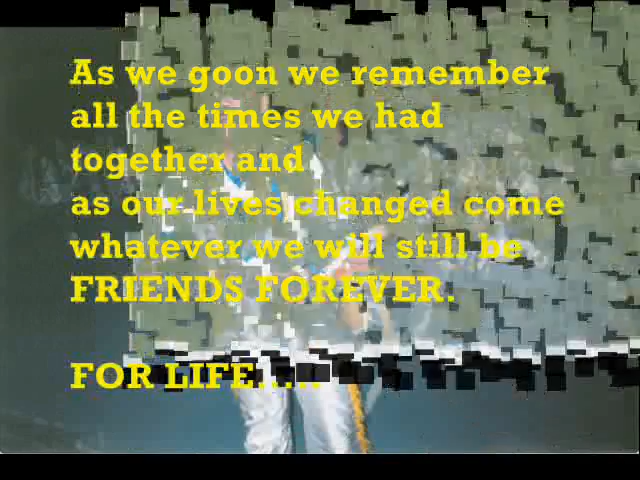 As we goon we remember
all the times we had
together and
as our lives changed come
whatever we will still be
FRIENDS FOREVER.
FOR LIFE.....